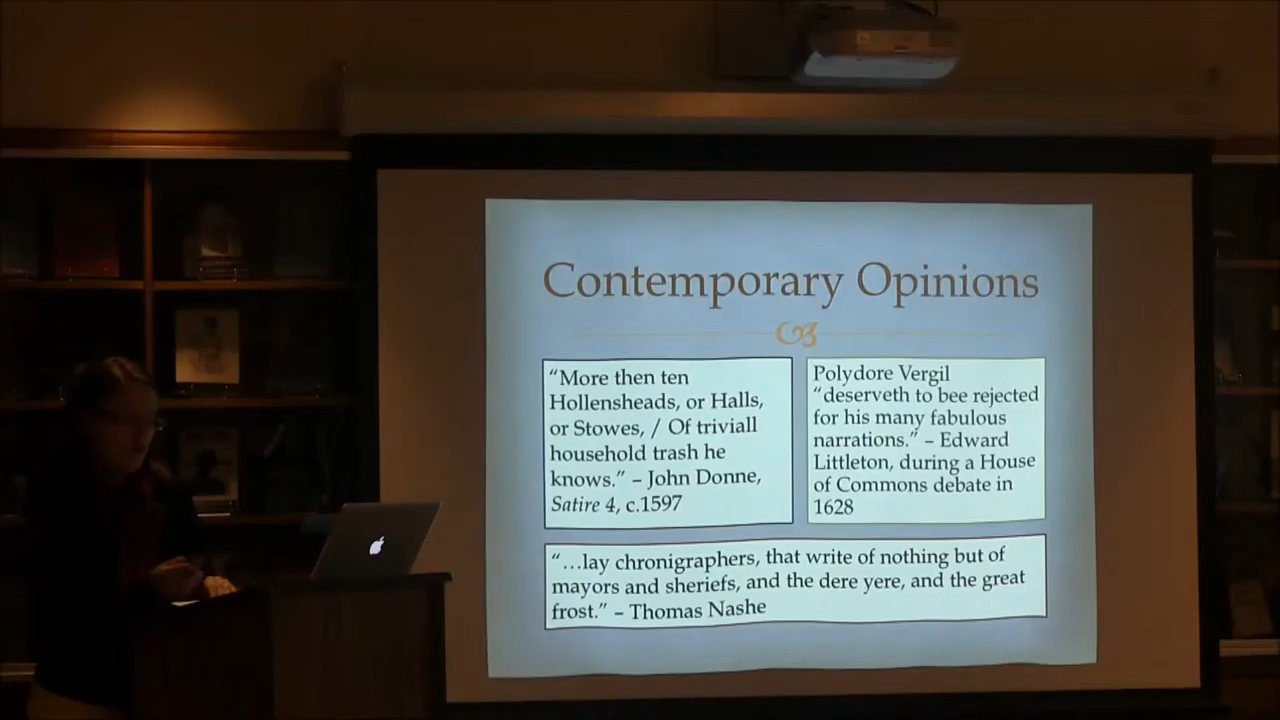 Contemporary Opinions
“More then ten
Hollensheads, or Halls,
or Stowes, / Of triviall
household trash he
knows.” – John Donne,
Satire 4, c.1597
Polydore Vergil
“deserveth to bee rejected
for his many fabulous
narrations.” – Edward
Littleton, during a House
of Commons debate in
1628
“…lay chronigraphers, that write of nothing but of
mayors and sheriefs, and the dere yere, and the great
frost.” – Thomas Nashe